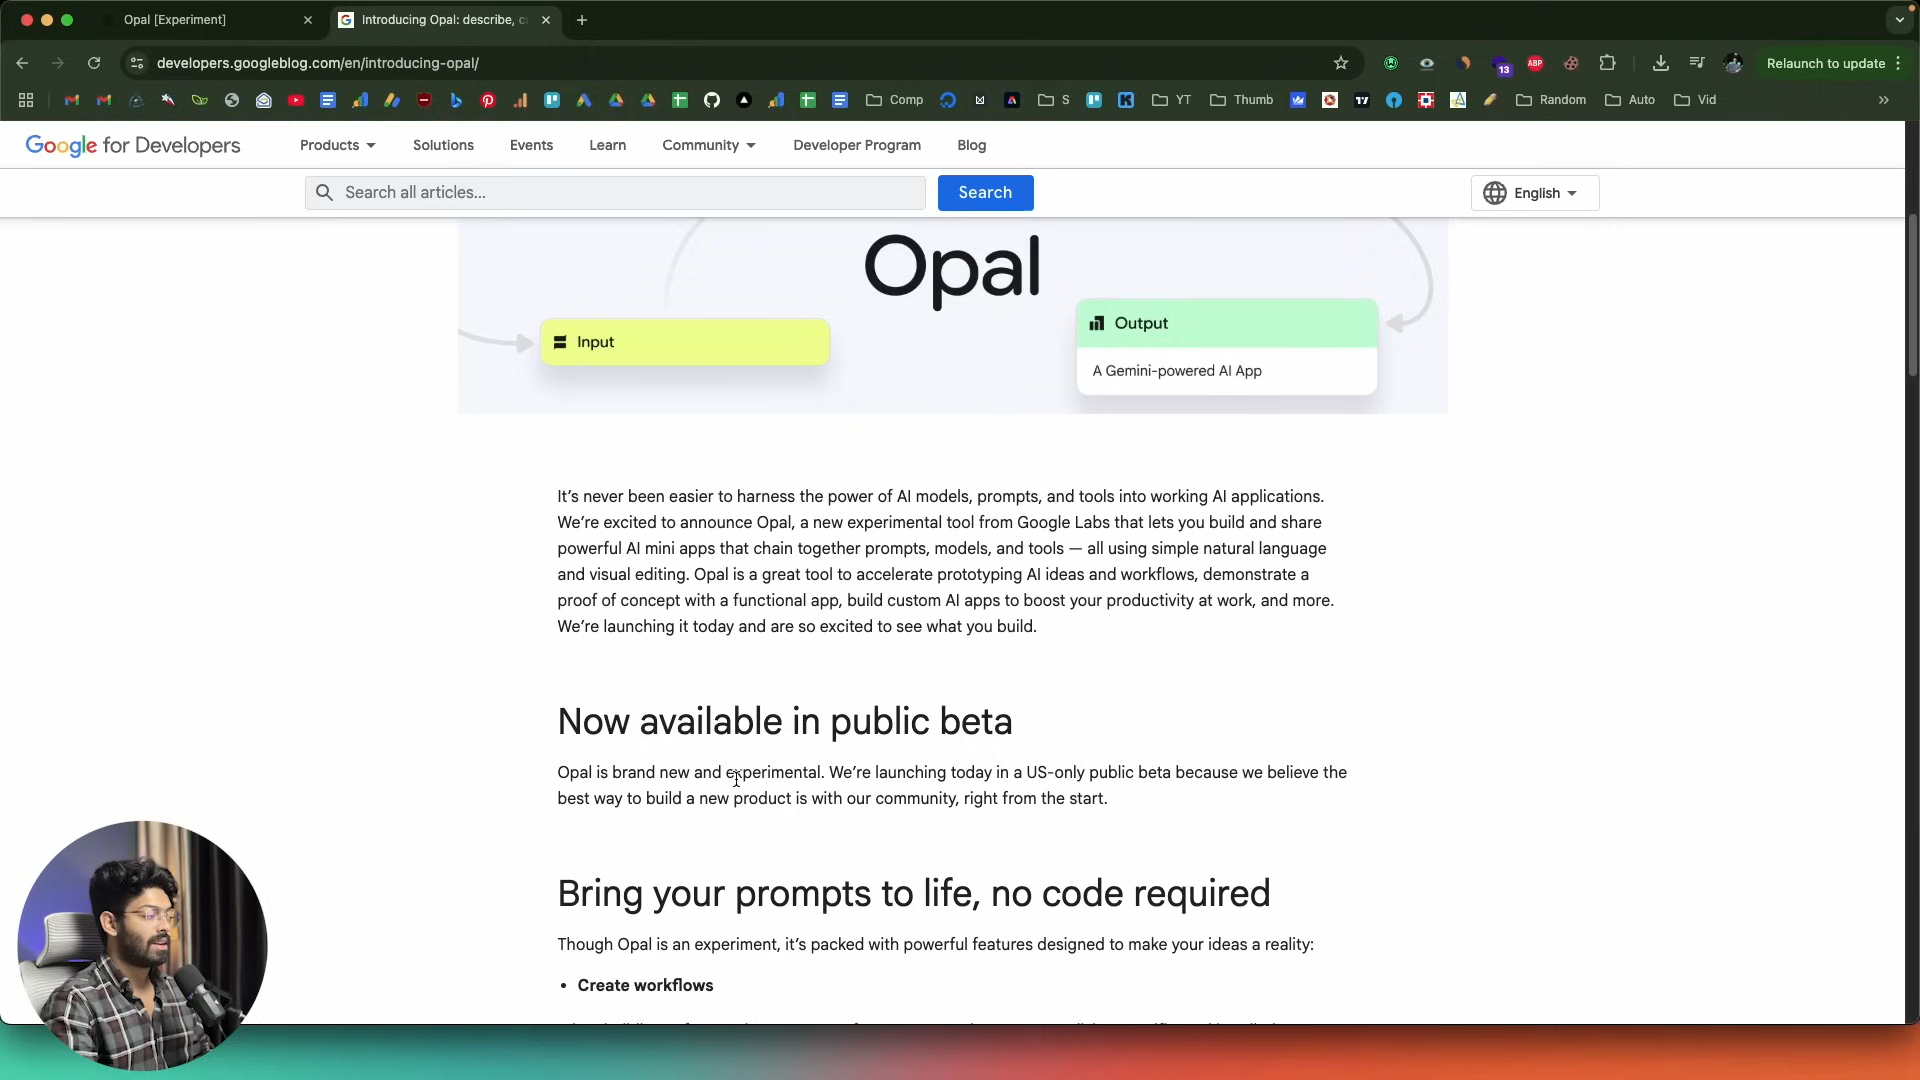 Opal [Experiment]
Introducing Opal: describe, c
developers.googleblog.com/en/introducing-opal/
13
ABP
Relaunch to update
Comp
S
YT
Thumb
Random
Auto
Vid
Google for Developers
Products
Solutions
Events
Learn
Community
Developer Program
Blog
Search all articles...
Search
English
Opal
Input
Output
A Gemini-powered AI App
It’s never been easier to harness the power of AI models, prompts, and tools into working AI applications.
We’re excited to announce Opal, a new experimental tool from Google Labs that lets you build and share
powerful AI mini apps that chain together prompts, models, and tools — all using simple natural language
and visual editing. Opal is a great tool to accelerate prototyping AI ideas and workflows, demonstrate a
proof of concept with a functional app, build custom AI apps to boost your productivity at work, and more.
We’re launching it today and are so excited to see what you build.
Now available in public beta
Opal is brand new and experimental. We’re launching today in a US-only public beta because we believe the
best way to build a new product is with our community, right from the start.
Bring your prompts to life, no code required
Though Opal is an experiment, it’s packed with powerful features designed to make your ideas a reality:
• Create workflows